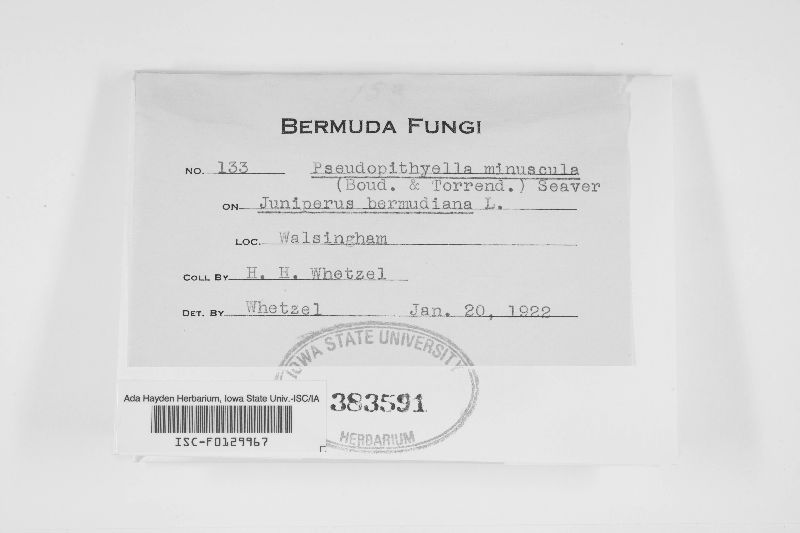 BERMUDA FUNGI
NO. 133 Pseudopithyella minuscula
(Boud. & Torrend.) Seaver
ON Juniperus bermudiana L.
LOC. Walsingham
COLL BY H. H. Whetzel
DET. BY Whetzel Jan. 20, 1922
IOWA STATE UNIVERSITY
383591
HERBARIUM
Ada Hayden Herbarium, Iowa State Univ.-ISC/IA
ISC-F0129967